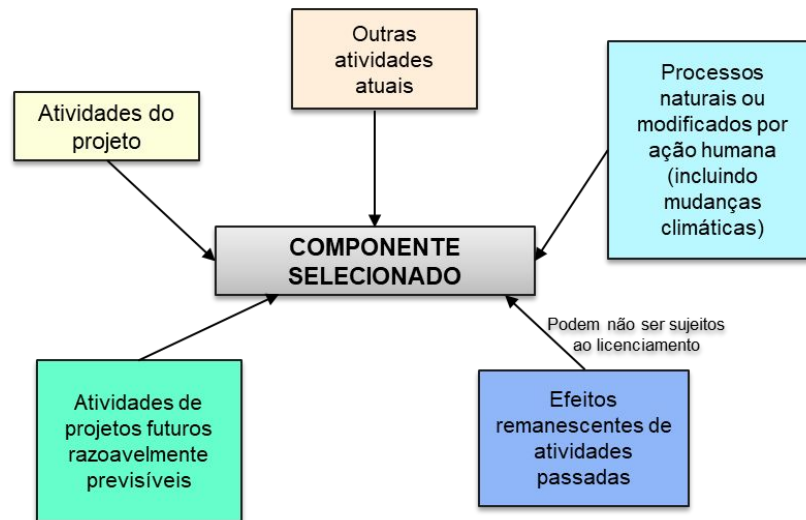 Outras
atividades
atuais
Atividades do
projeto
Processos
naturais ou
modificados por
ação humana
(incluindo
mudanças
climáticas)
COMPONENTE
SELECIONADO
Podem não ser sujeitos
ao licenciamento
Atividades de
projetos futuros
razoavelmente
previsíveis
Efeitos
remanescentes de
atividades
passadas